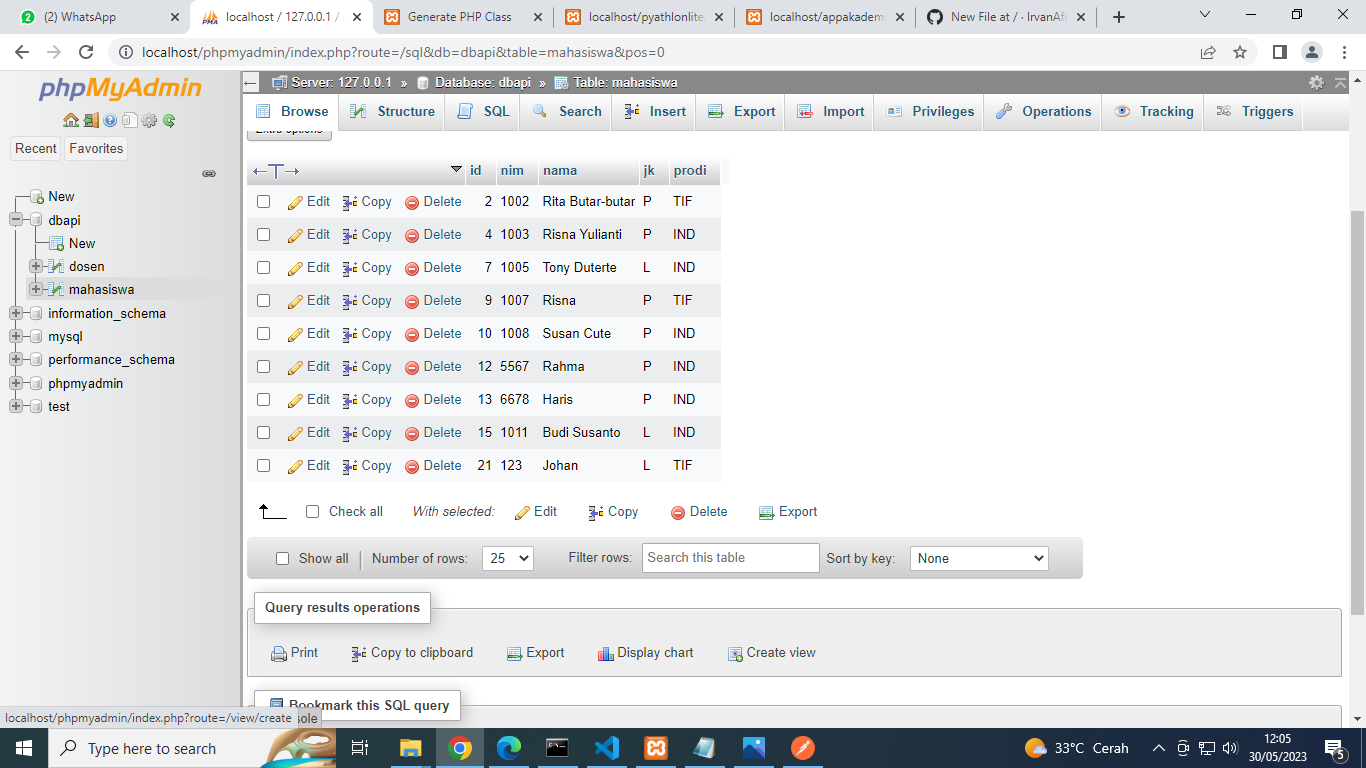 (2) WhatsApp
localhost / 127.0.0.1 /
Generate PHP Class
localhost/pyathlonlite
localhost/appakadem
New File at / · IrvanAf
localhost/phpmyadmin/index.php?route=/sql&db=dbapi&table=mahasiswa&pos=0
phpMyAdmin
Recent Favorites
New
dbapi
New
dosen
mahasiswa
information_schema
mysql
performance_schema
phpmyadmin
test
Server: 127.0.0.1 » Database: dbapi » Table: mahasiswa
Browse Structure SQL Search Insert Export Import Privileges Operations Tracking Triggers
Extra options
←T→ id nim nama jk prodi
Edit Copy Delete 2 1002 Rita Butar-butar P TIF
Edit Copy Delete 4 1003 Risna Yulianti P IND
Edit Copy Delete 7 1005 Tony Duterte L IND
Edit Copy Delete 9 1007 Risna P TIF
Edit Copy Delete 10 1008 Susan Cute P IND
Edit Copy Delete 12 5567 Rahma P IND
Edit Copy Delete 13 6678 Haris P IND
Edit Copy Delete 15 1011 Budi Susanto L IND
Edit Copy Delete 21 123 Johan L TIF
Check all With selected: Edit Copy Delete Export
Show all Number of rows: 25 Filter rows: Search this table Sort by key: None
Query results operations
Print Copy to clipboard Export Display chart Create view
Bookmark this SQL query
localhost/phpmyadmin/index.php?route=/view/create sole
Type here to search
33°C Cerah
12:05
30/05/2023
5